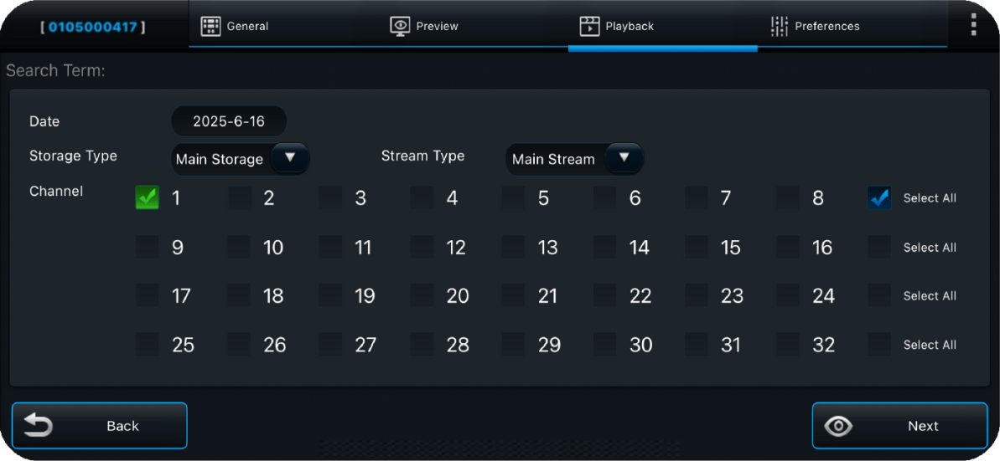 [ 0105000417 ] General Preview Playback Preferences
Search Term:
Date 2025-6-16
Storage Type Main Storage Stream Type Main Stream
Channel 1 2 3 4 5 6 7 8 Select All
9 10 11 12 13 14 15 16 Select All
17 18 19 20 21 22 23 24 Select All
25 26 27 28 29 30 31 32 Select All
Back Next